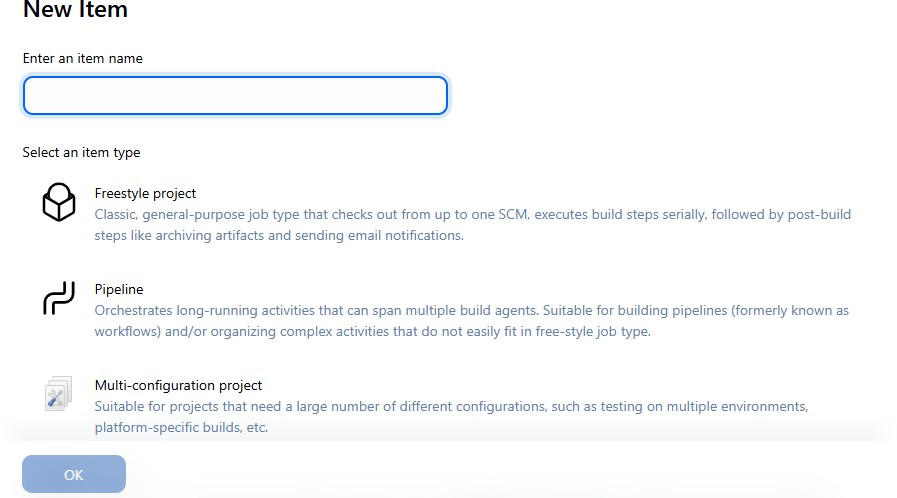 New Item
Enter an item name
Select an item type
Freestyle project
Classic, general-purpose job type that checks out from up to one SCM, executes build steps serially, followed by post-build
steps like archiving artifacts and sending email notifications.
Pipeline
Orchestrates long-running activities that can span multiple build agents. Suitable for building pipelines (formerly known as
workflows) and/or organizing complex activities that do not easily fit in free-style job type.
Multi-configuration project
Suitable for projects that need a large number of different configurations, such as testing on multiple environments,
platform-specific builds, etc.
OK